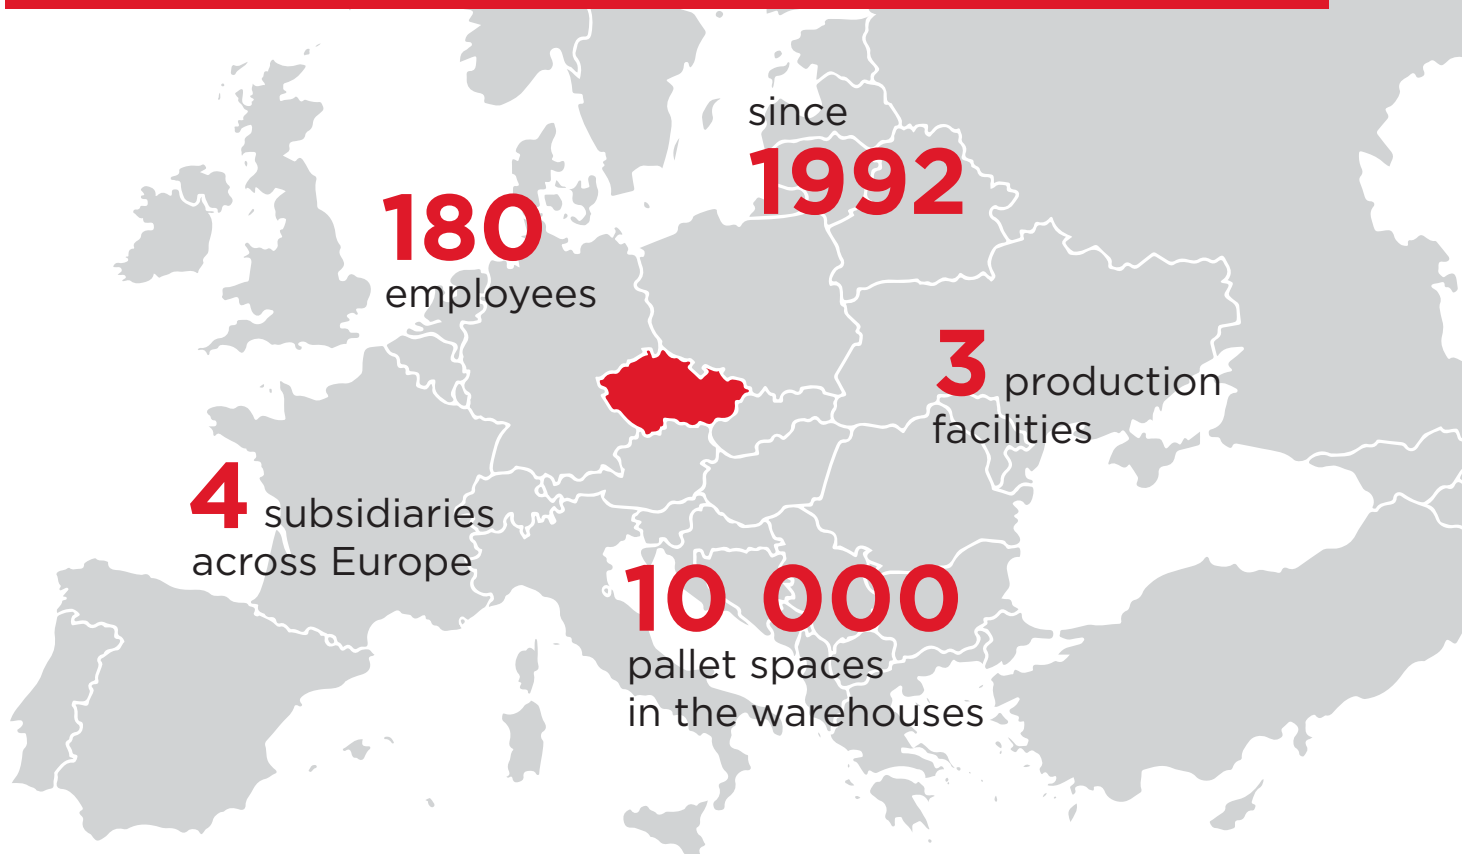 since
1992
180
employees
3 production
facilities
4 subsidiaries
across Europe
10 000
pallet spaces
in the warehouses